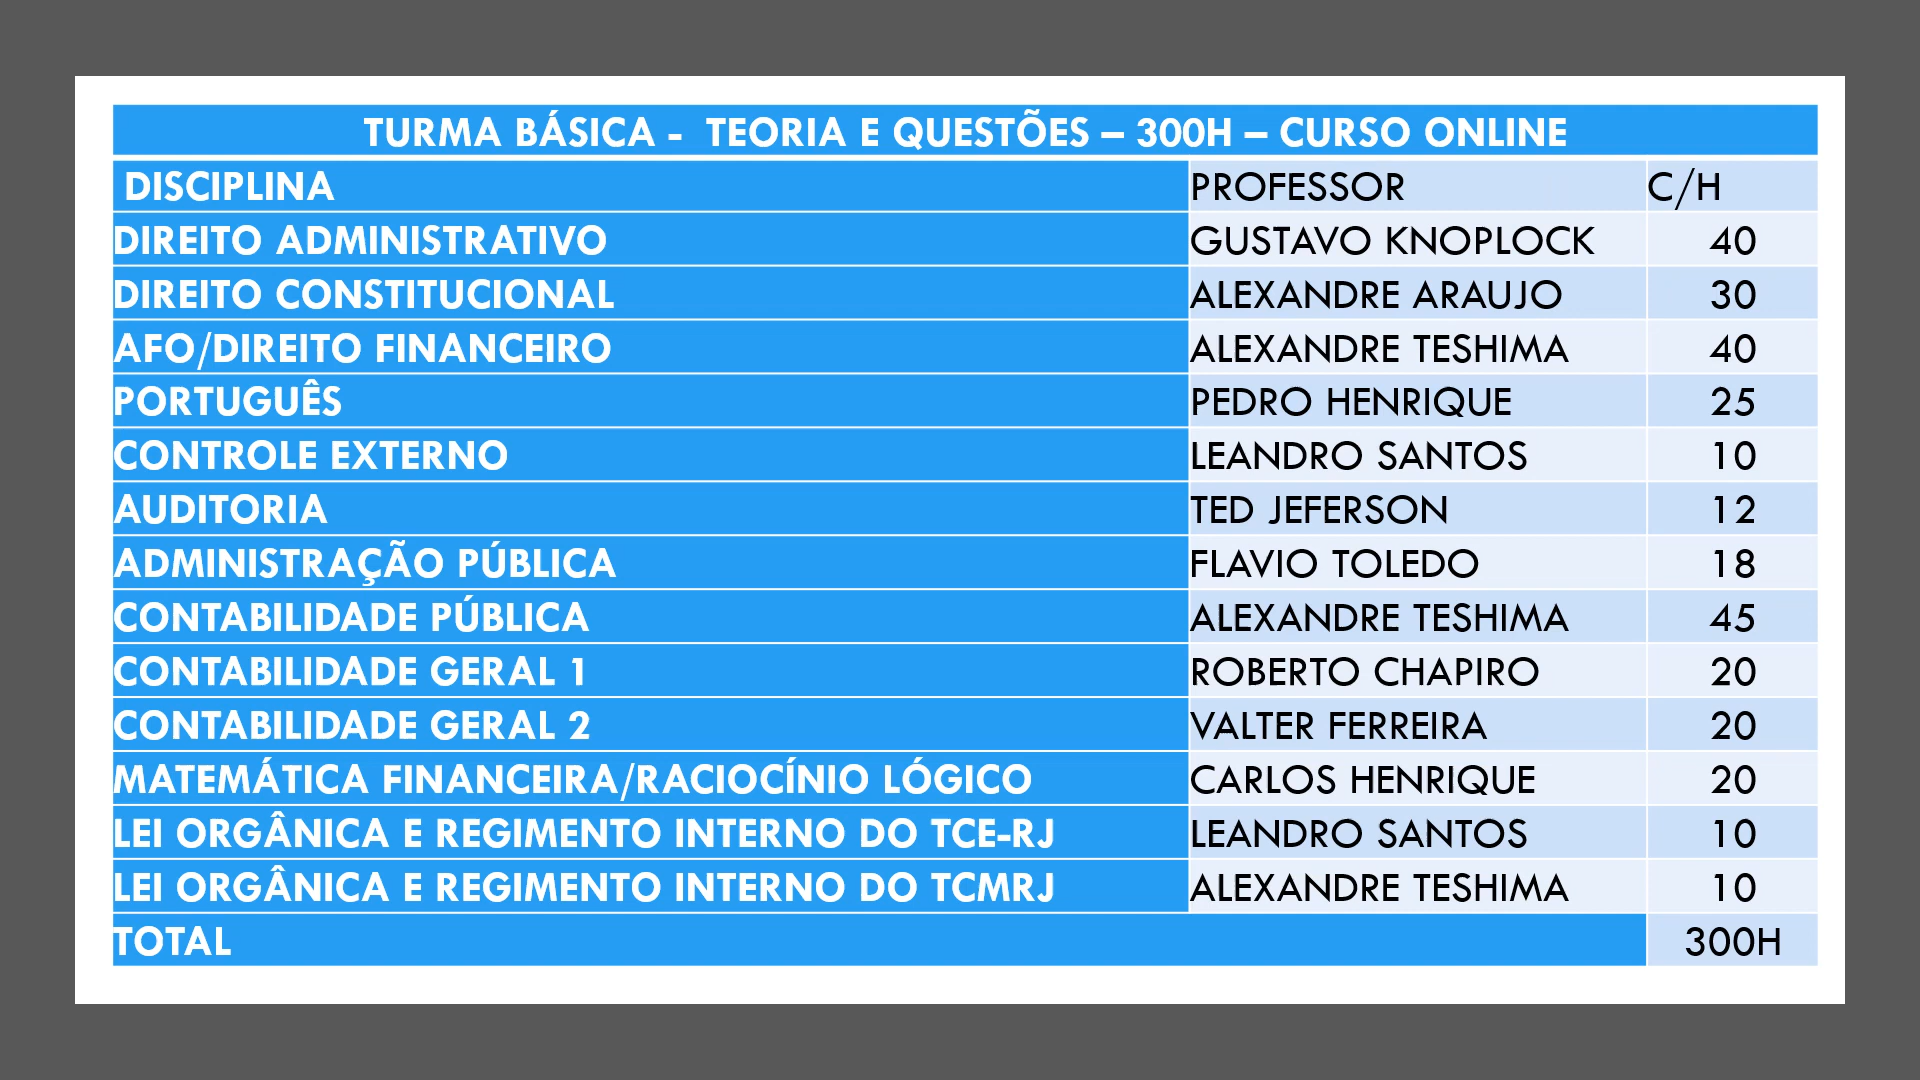 TURMA BÁSICA -  TEORIA E QUESTÕES – 300H – CURSO ONLINE
DISCIPLINA PROFESSOR C/H
DIREITO ADMINISTRATIVO GUSTAVO KNOPLOCK 40
DIREITO CONSTITUCIONAL ALEXANDRE ARAUJO 30
AFO/DIREITO FINANCEIRO ALEXANDRE TESHIMA 40
PORTUGUÊS PEDRO HENRIQUE 25
CONTROLE EXTERNO LEANDRO SANTOS 10
AUDITORIA TED JEFERSON 12
ADMINISTRAÇÃO PÚBLICA FLAVIO TOLEDO 18
CONTABILIDADE PÚBLICA ALEXANDRE TESHIMA 45
CONTABILIDADE GERAL 1 ROBERTO CHAPIRO 20
CONTABILIDADE GERAL 2 VALTER FERREIRA 20
MATEMÁTICA FINANCEIRA/RACIOCÍNIO LÓGICO CARLOS HENRIQUE 20
LEI ORGÂNICA E REGIMENTO INTERNO DO TCE-RJ LEANDRO SANTOS 10
LEI ORGÂNICA E REGIMENTO INTERNO DO TCMRJ ALEXANDRE TESHIMA 10
TOTAL 300H